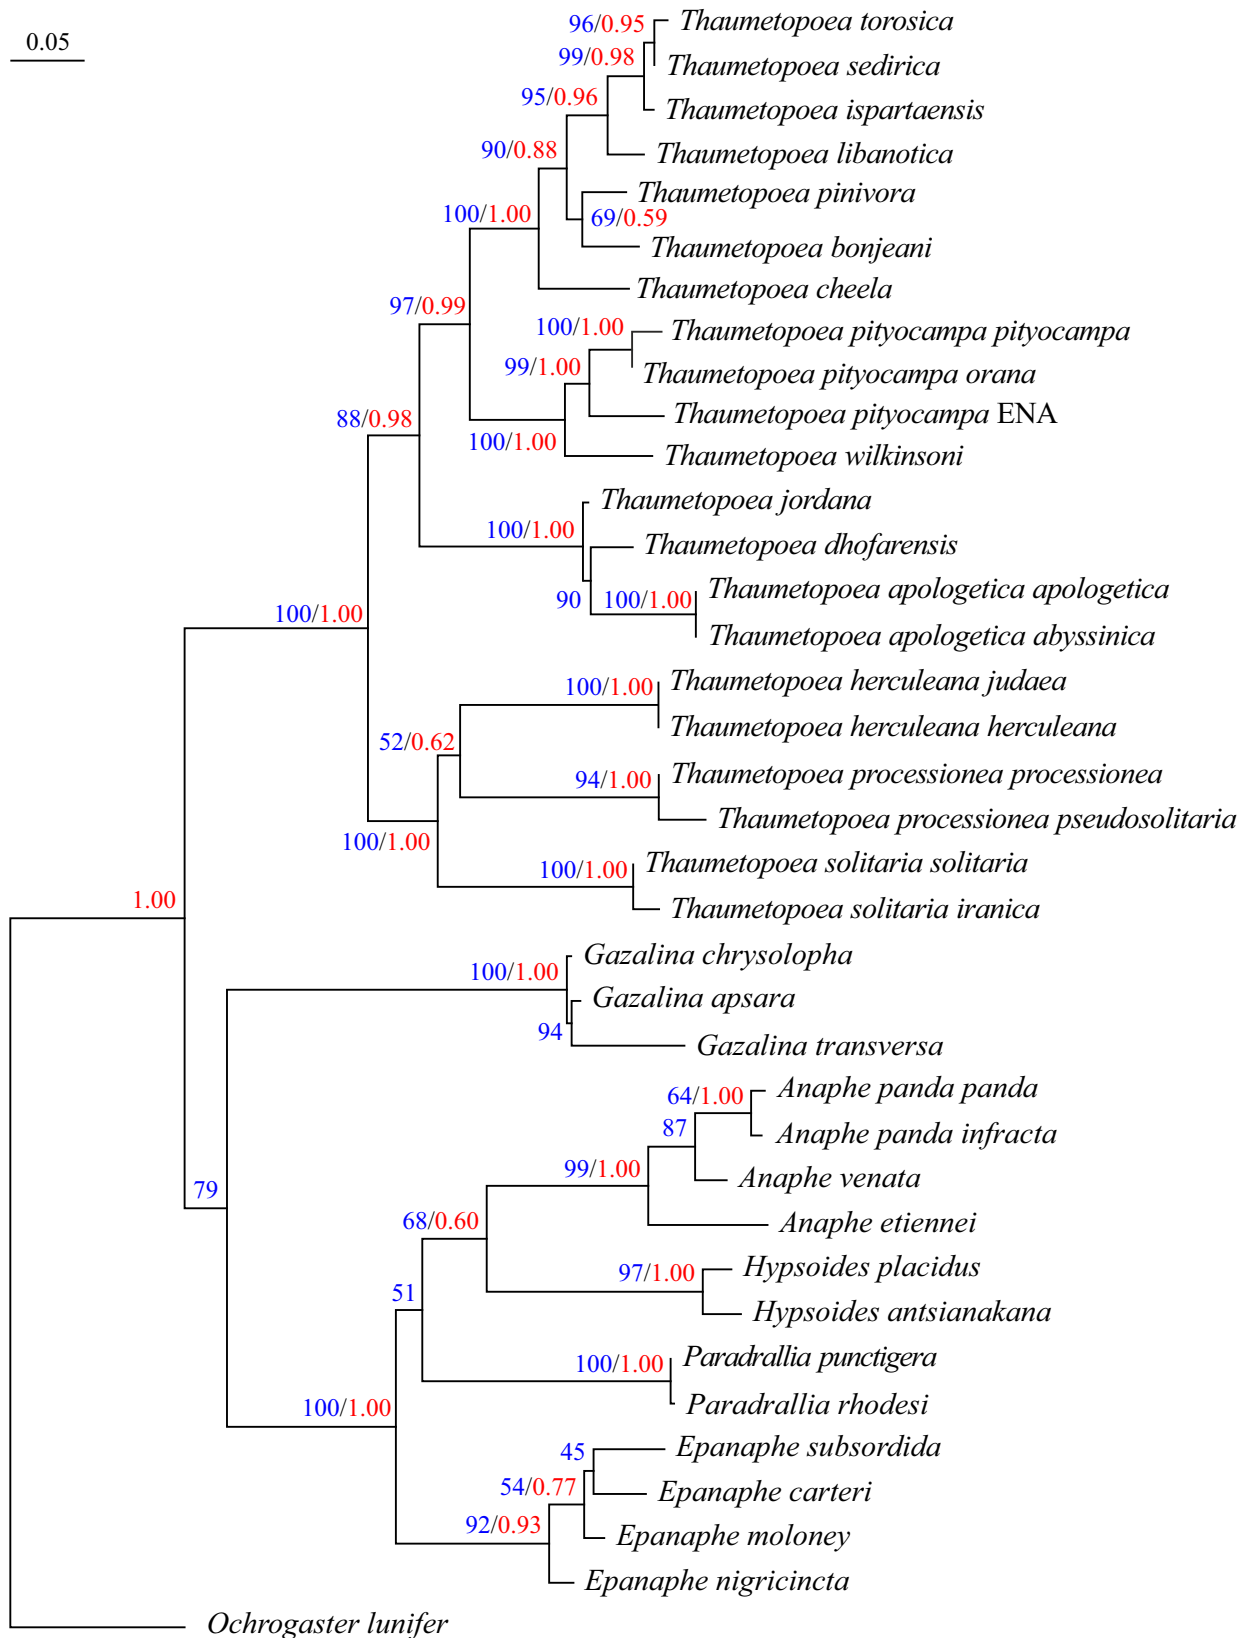 96/0.95 Thaumetopoea torosica
0.05
99/0.98 Thaumetopoea sedirica
95/0.96 Thaumetopoea ispartaensis
90/0.88 Thaumetopoea libanotica
Thaumetopoea pinivora
100/1.00 69/0.59
Thaumetopoea bonjeani
Thaumetopoea cheela
97/0.99
100/1.00 Thaumetopoea pityocampa pityocampa
99/1.00 Thaumetopoea pityocampa orana
88/0.98 Thaumetopoea pityocampa ENA
100/1.00 Thaumetopoea wilkinsoni
Thaumetopoea jordana
100/1.00 Thaumetopoea dhofarensis
Thaumetopoea apologetica apologetica
90 100/1.00
100/1.00 Thaumetopoea apologetica abyssinica
100/1.00 Thaumetopoea herculeana judaea
Thaumetopoea herculeana herculeana
52/0.62
94/1.00 Thaumetopoea processionea processionea
Thaumetopoea processionea pseudosolitaria
100/1.00
100/1.00 Thaumetopoea solitaria solitaria
1.00 Thaumetopoea solitaria iranica
Gazalina chrysolopha
100/1.00
Gazalina apsara
94 Gazalina transversa
64/1.00 Anaphe panda panda
87 Anaphe panda infracta
99/1.00 Anaphe venata
79
68/0.60 Anaphe etiennei
97/1.00 Hypsoides placidus
51 Hypsoides antsianakana
100/1.00 Paradrallia punctigera
100/1.00 Paradrallia rhodesi
45 Epanaphe subsordida
54/0.77 Epanaphe carteri
92/0.93 Epanaphe moloney
Epanaphe nigricincta
Ochrogaster lunifer